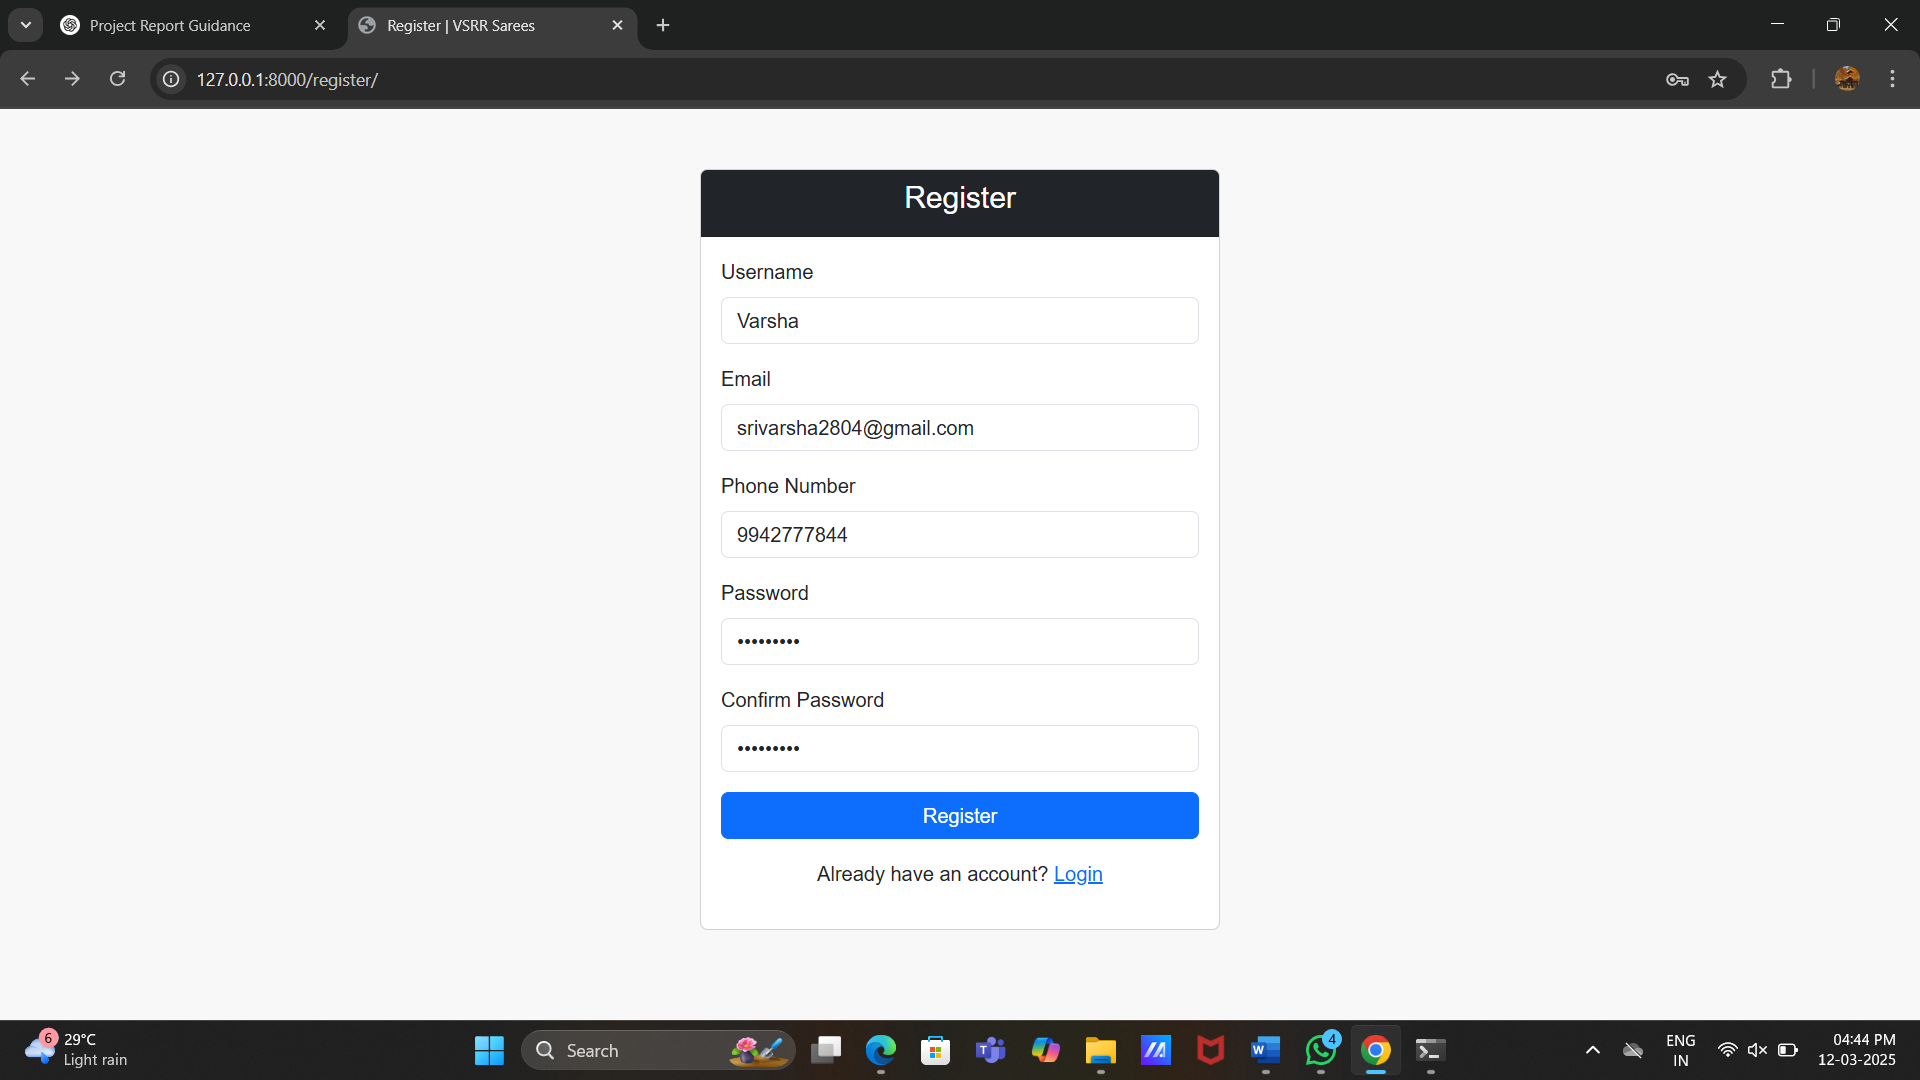 Project Report Guidance
Register | VSRR Sarees
127.0.0.1:8000/register/
Register
Username
Varsha
Email
srivarsha2804@gmail.com
Phone Number
9942777844
Password
•••••••••
Confirm Password
•••••••••
Register
Already have an account? Login
6
29°C
Light rain
Search
4
ENG
IN
04:44 PM
12-03-2025